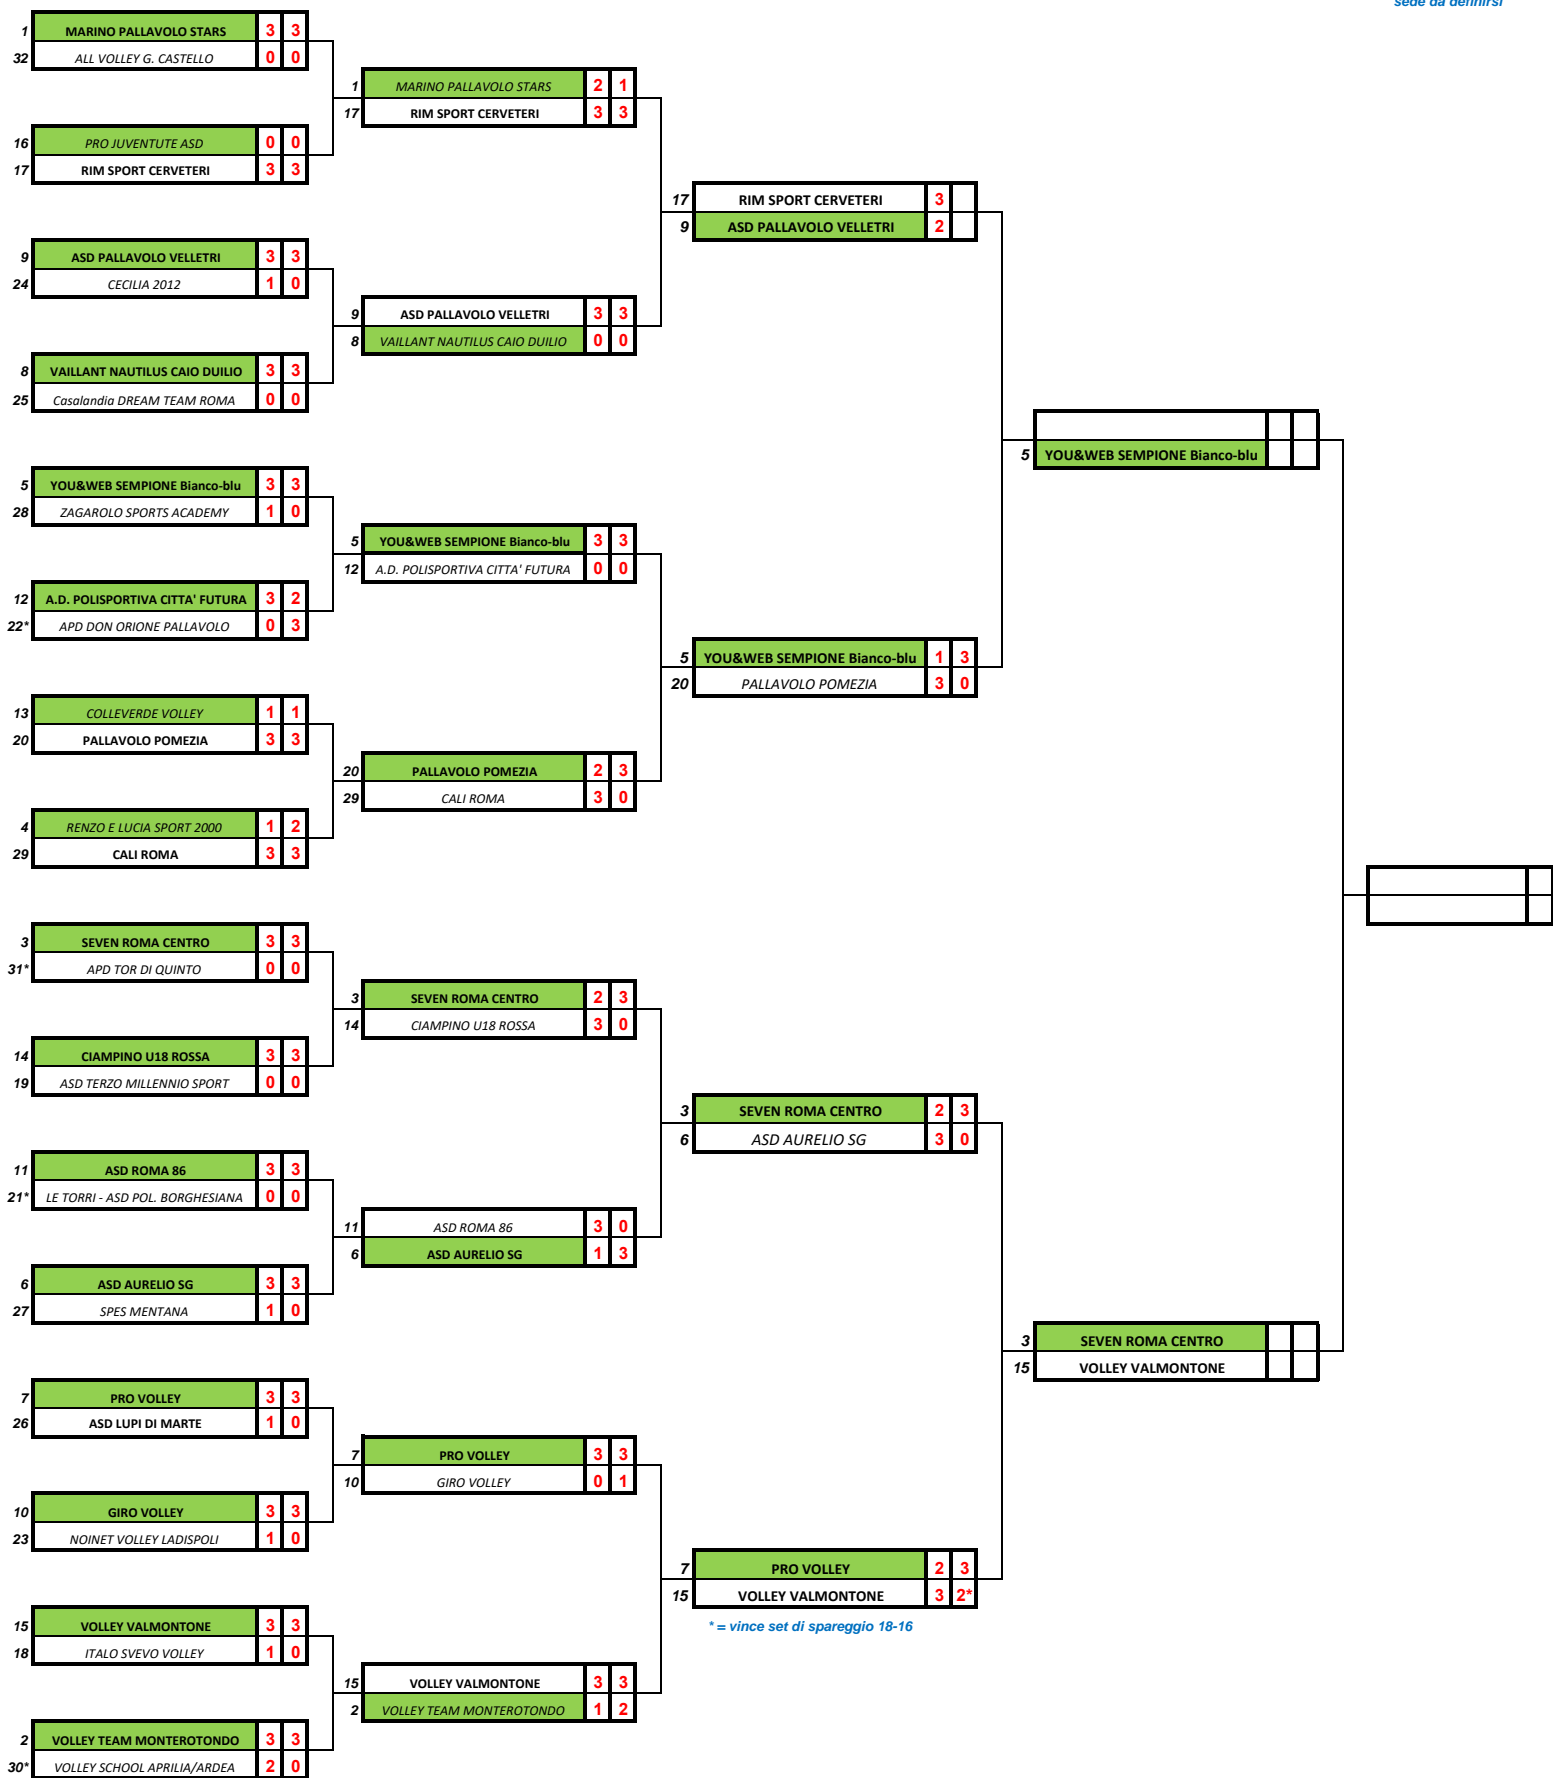 sede da definirsi
1 MARINO PALLAVOLO STARS 3 3
32 ALL VOLLEY G. CASTELLO 0 0
16 PRO JUVENTUTE ASD 0 0
17 RIM SPORT CERVETERI 3 3
9 ASD PALLAVOLO VELLETRI 3 3
24 CECILIA 2012 1 0
8 VAILLANT NAUTILUS CAIO DUILIO 3 3
25 Casalandia DREAM TEAM ROMA 0 0
5 YOU&WEB SEMPIONE Bianco-blu 3 3
28 ZAGAROLO SPORTS ACADEMY 1 0
12 A.D. POLISPORTIVA CITTA' FUTURA 3 2
22* APD DON ORIONE PALLAVOLO 0 3
13 COLLEVERDE VOLLEY 1 1
20 PALLAVOLO POMEZIA 3 3
4 RENZO E LUCIA SPORT 2000 1 2
29 CALI ROMA 3 3
3 SEVEN ROMA CENTRO 3 3
31* APD TOR DI QUINTO 0 0
14 CIAMPINO U18 ROSSA 3 3
19 ASD TERZO MILLENNIO SPORT 0 0
11 ASD ROMA 86 3 3
21* LE TORRI - ASD POL. BORGHESIANA 0 0
6 ASD AURELIO SG 3 3
27 SPES MENTANA 1 0
7 PRO VOLLEY 3 3
26 ASD LUPI DI MARTE 1 0
10 GIRO VOLLEY 3 3
23 NOINET VOLLEY LADISPOLI 1 0
15 VOLLEY VALMONTONE 3 3
18 ITALO SVEVO VOLLEY 1 0
2 VOLLEY TEAM MONTEROTONDO 3 3
30* VOLLEY SCHOOL APRILIA/ARDEA 2 0
1 MARINO PALLAVOLO STARS 2 1
17 RIM SPORT CERVETERI 3 3
9 ASD PALLAVOLO VELLETRI 3 3
8 VAILLANT NAUTILUS CAIO DUILIO 0 0
5 YOU&WEB SEMPIONE Bianco-blu 3 3
12 A.D. POLISPORTIVA CITTA' FUTURA 0 0
20 PALLAVOLO POMEZIA 2 3
29 CALI ROMA 3 0
3 SEVEN ROMA CENTRO 2 3
14 CIAMPINO U18 ROSSA 3 0
11 ASD ROMA 86 3 0
6 ASD AURELIO SG 1 3
7 PRO VOLLEY 3 3
10 GIRO VOLLEY 0 1
15 VOLLEY VALMONTONE 3 3
2 VOLLEY TEAM MONTEROTONDO 1 2
17 RIM SPORT CERVETERI 3
9 ASD PALLAVOLO VELLETRI 2
5 YOU&WEB SEMPIONE Bianco-blu 1 3
20 PALLAVOLO POMEZIA 3 0
3 SEVEN ROMA CENTRO 2 3
6 ASD AURELIO SG 3 0
7 PRO VOLLEY 2 3
15 VOLLEY VALMONTONE 3 2*
* = vince set di spareggio 18-16
5 YOU&WEB SEMPIONE Bianco-blu
3 SEVEN ROMA CENTRO
15 VOLLEY VALMONTONE